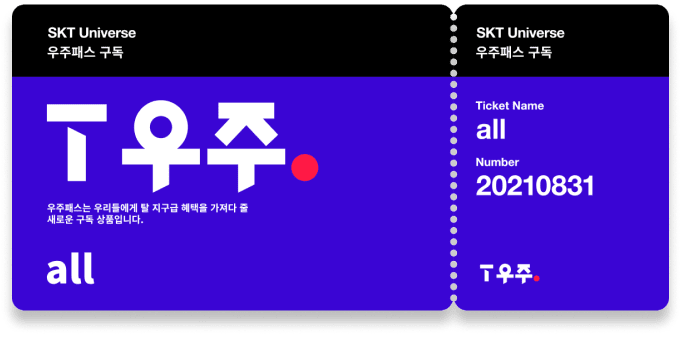 SKT Universe
우주패스 구독
T우주.
우주패스는 우리들에게 탈 지구급 혜택을 가져다 줄
새로운 구독 상품입니다.
all
SKT Universe
우주패스 구독
Ticket Name
all
Number
20210831
T우주.